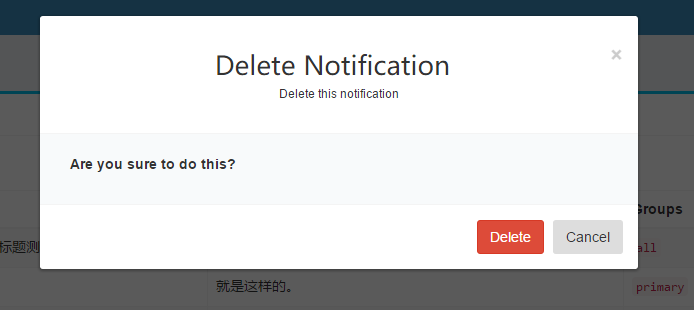 Delete Notification
×
Delete this notification
Are you sure to do this?
Groups
Delete
Cancel
标题测
all
就是这样的。
primary